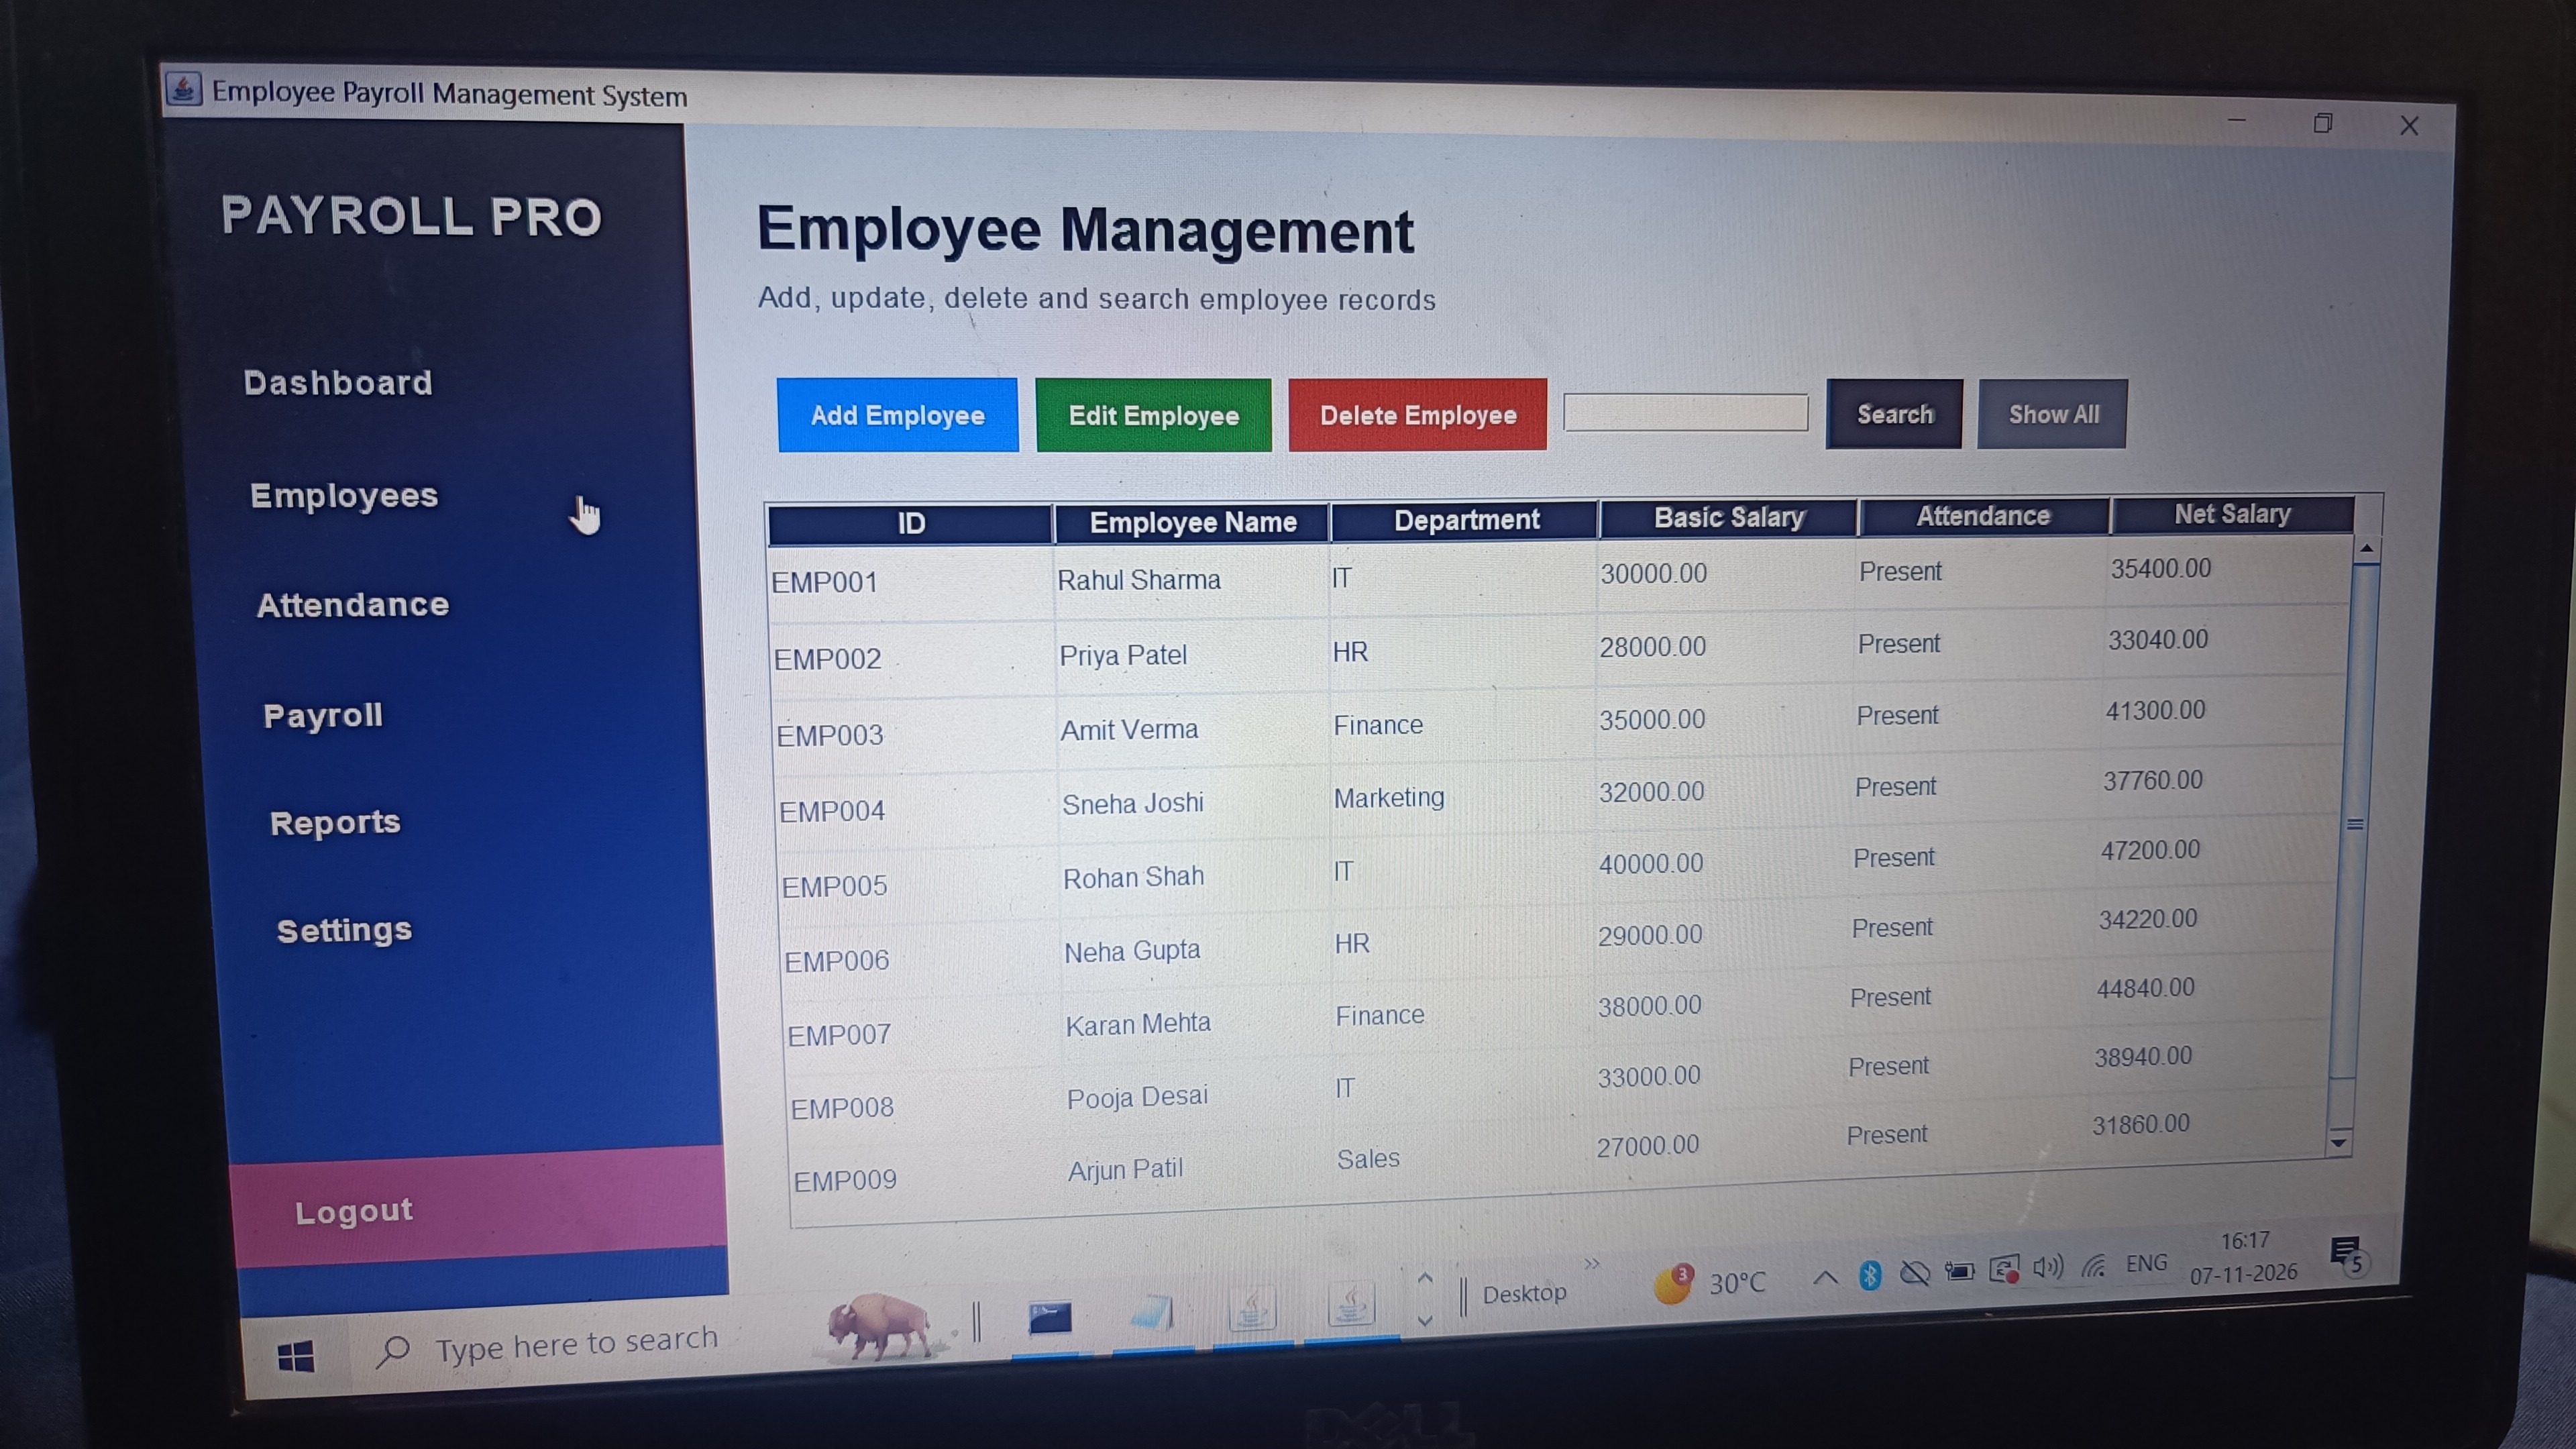 Employee Payroll Management System
PAYROLL PRO
Dashboard
Employees
Attendance
Payroll
Reports
Settings
Logout
Employee Management
Add, update, delete and search employee records
Add Employee Edit Employee Delete Employee Search Show All
ID Employee Name Department Basic Salary Attendance Net Salary
EMP001 Rahul Sharma IT 30000.00 Present 35400.00
EMP002 Priya Patel HR 28000.00 Present 33040.00
EMP003 Amit Verma Finance 35000.00 Present 41300.00
EMP004 Sneha Joshi Marketing 32000.00 Present 37760.00
EMP005 Rohan Shah IT 40000.00 Present 47200.00
EMP006 Neha Gupta HR 29000.00 Present 34220.00
EMP007 Karan Mehta Finance 38000.00 Present 44840.00
EMP008 Pooja Desai IT 33000.00 Present 38940.00
EMP009 Arjun Patil Sales 27000.00 Present 31860.00
Type here to search Desktop 3 30°C ENG 16:17 5
07-11-2026
DELL